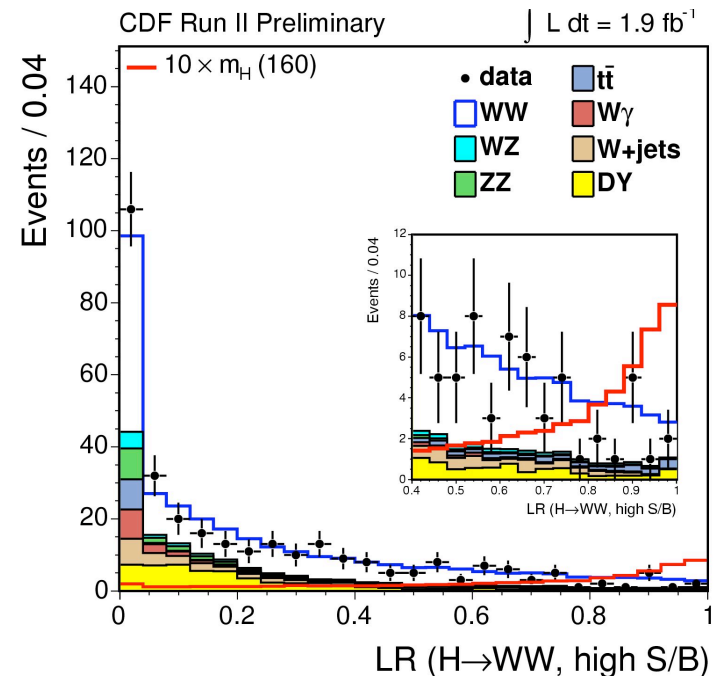 CDF Run II Preliminary
∫ L dt = 1.9 fb⁻¹
10 × m_H (160)
data
WW
WZ
ZZ
tt̄
Wγ
W+jets
DY
Events / 0.04
140
120
100
80
60
40
20
0
0
0.2
0.4
0.6
0.8
1
LR (H→WW, high S/B)
Events / 0.04
12
10
8
6
4
2
0
0.4
0.5
0.6
0.7
0.8
0.9
1
LR (H→WW, high S/B)